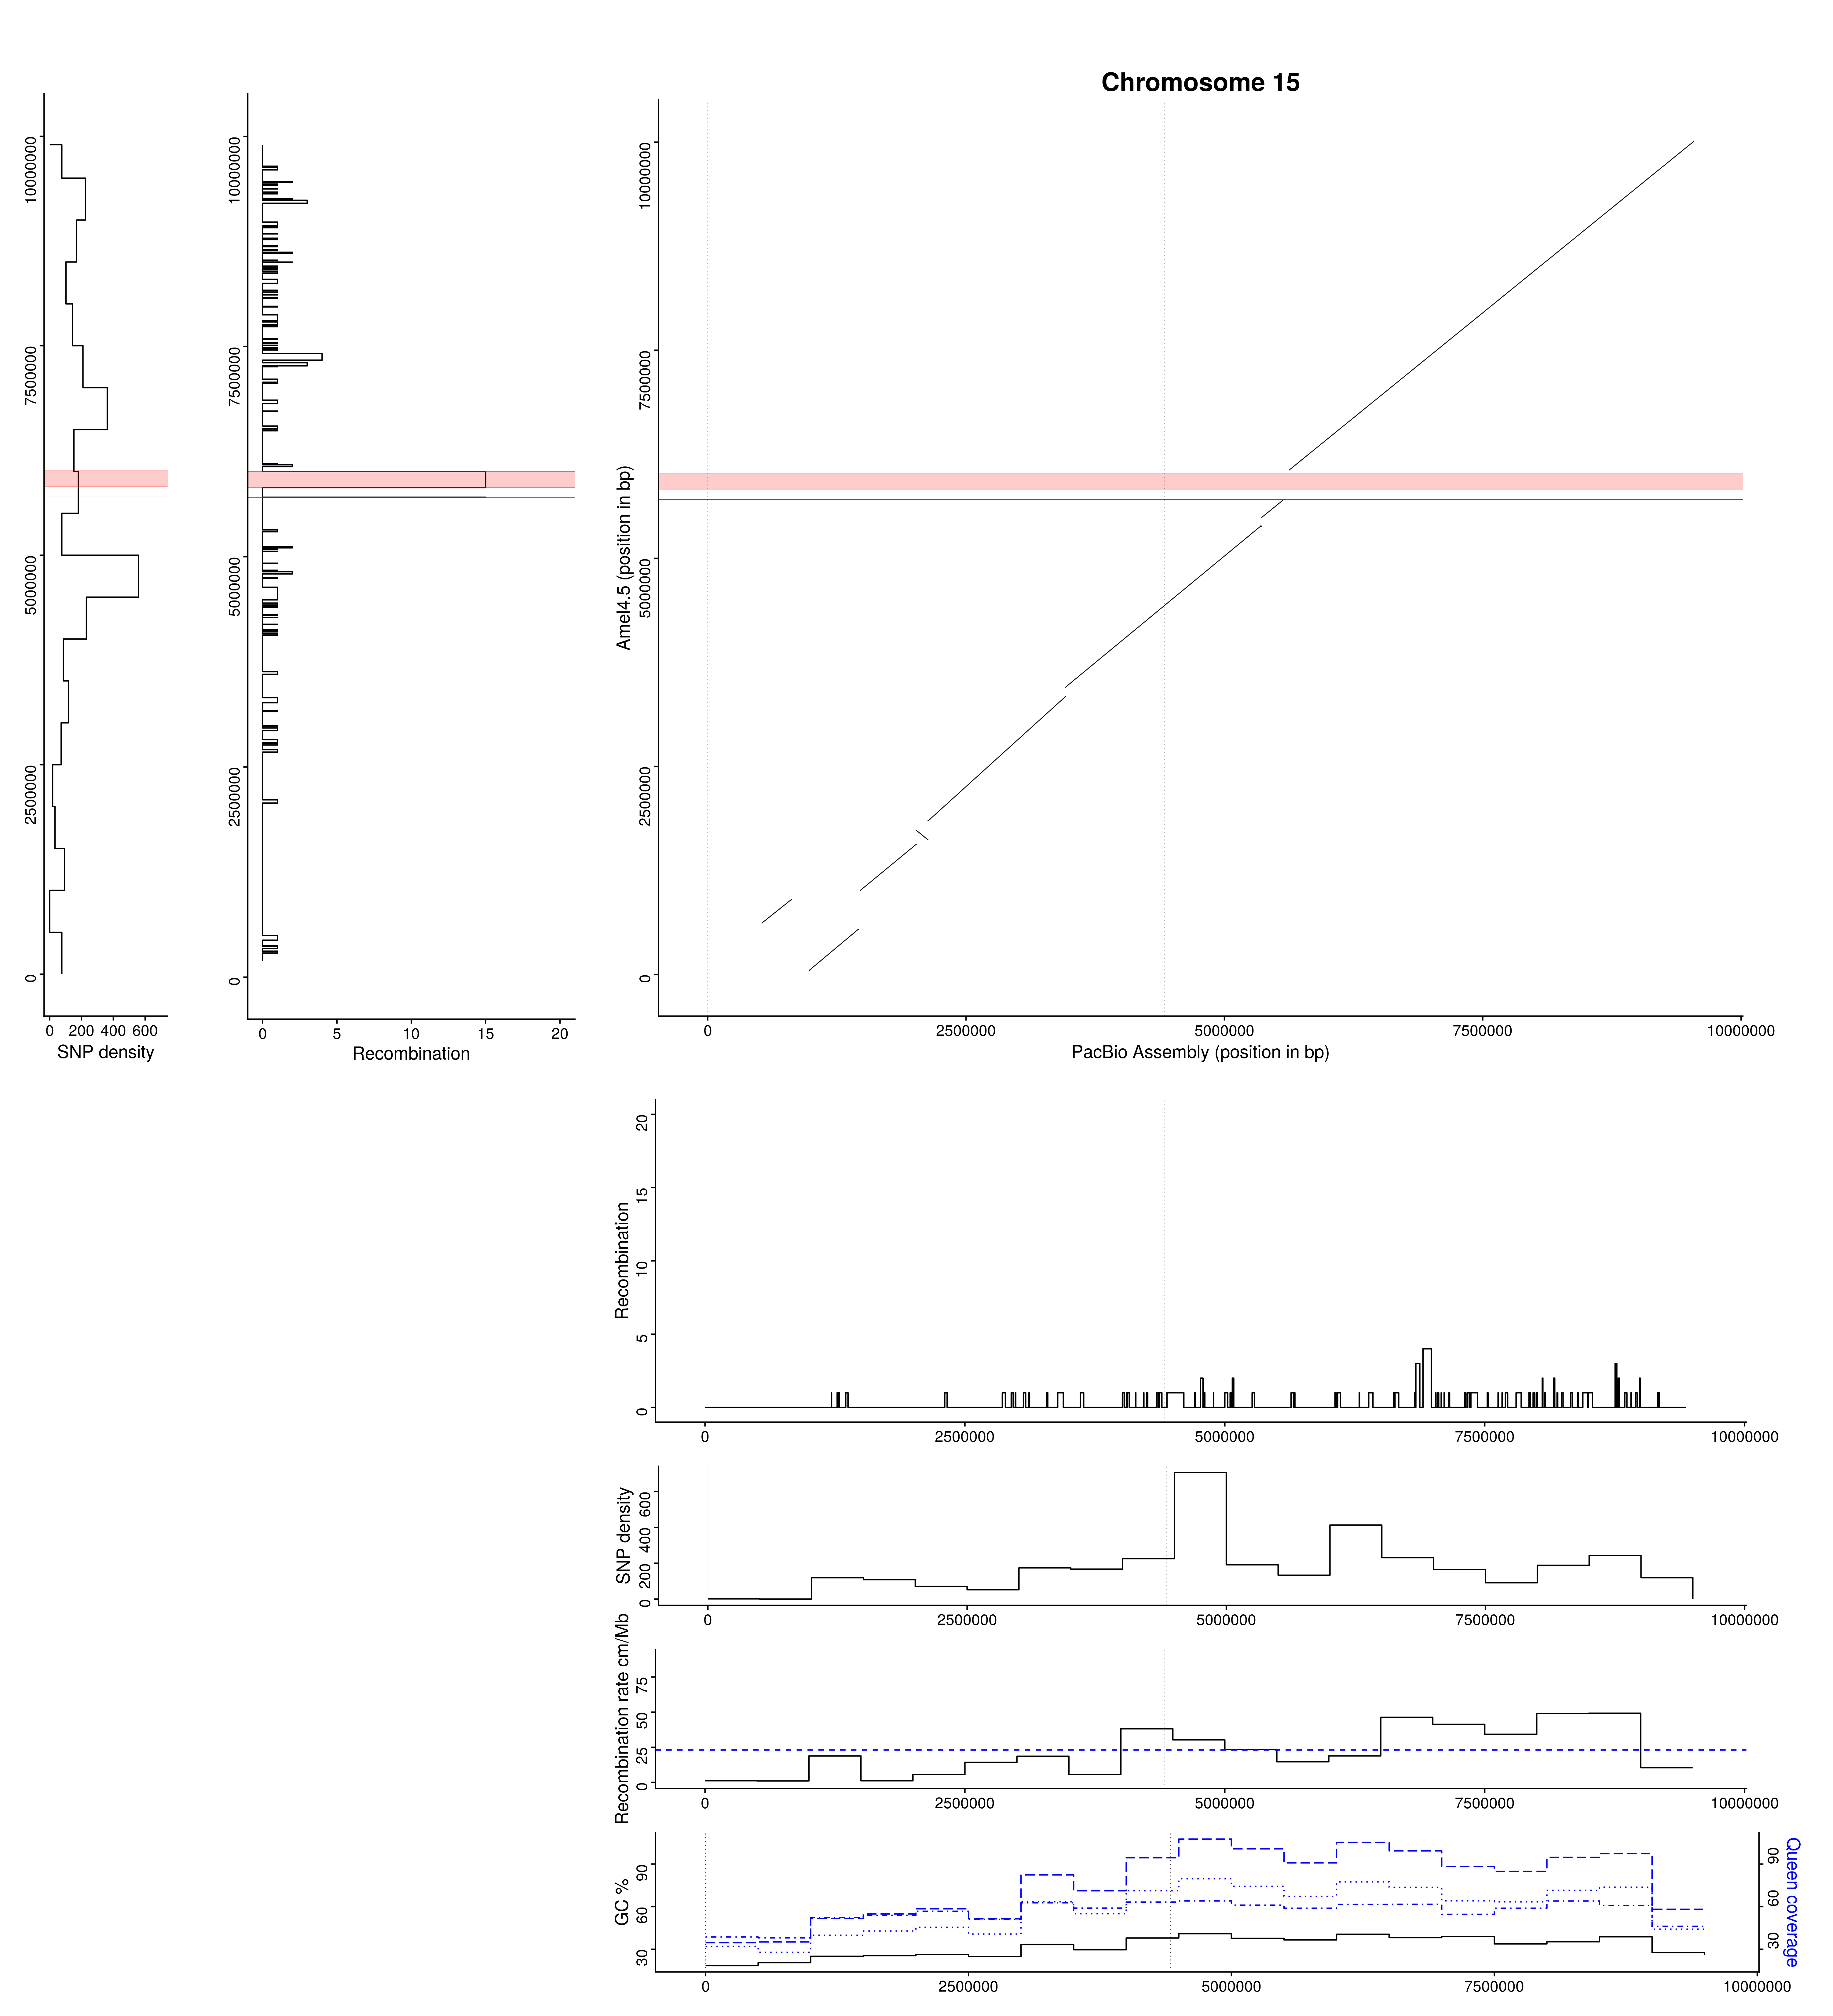 Chromosome 15
0
2500000
5000000
7500000
10000000
0 200 400 600
SNP density
0
2500000
5000000
7500000
10000000
0 5 10 15 20
Recombination
Amel4.5 (position in bp)
0
2500000
5000000
7500000
10000000
0 2500000 5000000 7500000 10000000
PacBio Assembly (position in bp)
Recombination
0 5 10 15 20
0 2500000 5000000 7500000 10000000
SNP density
0 200 400 600
0 2500000 5000000 7500000 10000000
Recombination rate cm/Mb
0 25 50 75
0 2500000 5000000 7500000 10000000
GC %
30 60 90
30 60 90
Queen coverage
0 2500000 5000000 7500000 10000000